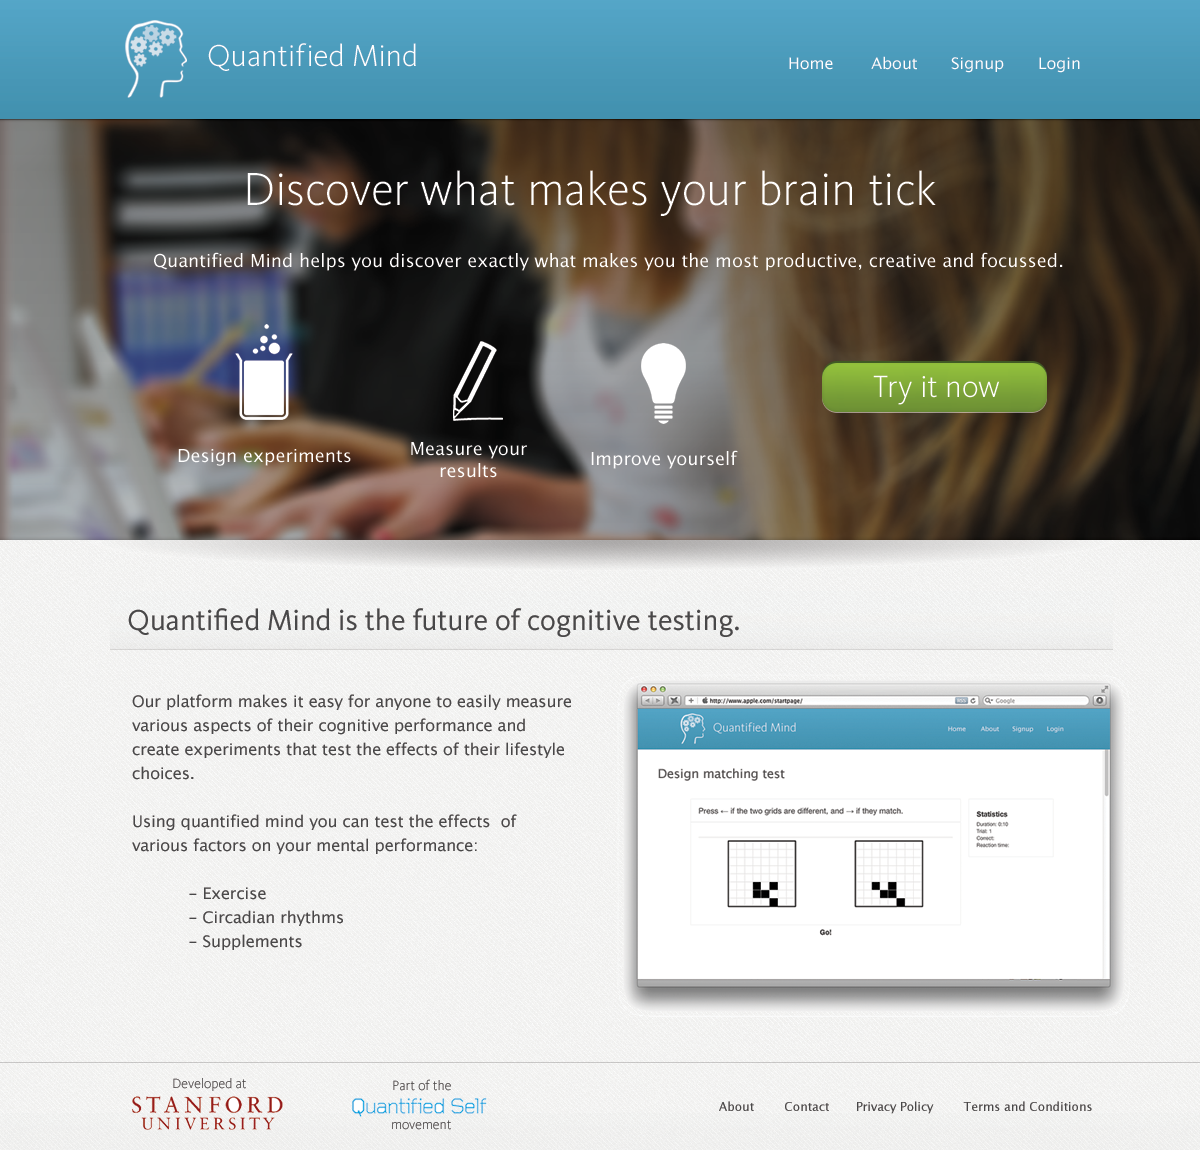 Quantified Mind
Home About Signup Login
Discover what makes your brain tick
Quantified Mind helps you discover exactly what makes you the most productive, creative and focussed.
Design experiments
Measure your
results
Improve yourself
Try it now
Quantified Mind is the future of cognitive testing.
Our platform makes it easy for anyone to easily measure
various aspects of their cognitive performance and
create experiments that test the effects of their lifestyle
choices.
Using quantified mind you can test the effects  of
various factors on your mental performance:
– Exercise
– Circadian rhythms
– Supplements
http://www.apple.com/startpage/
Google
Quantified Mind
Home About Signup Login
Design matching test
Press ← if the two grids are different, and → if they match.
Statistics
Duration: 0:10
Trial: 1
Correct:
Reaction time:
Go!
Developed at
STANFORD
UNIVERSITY
Part of the
Quantified Self
movement
About Contact Privacy Policy Terms and Conditions